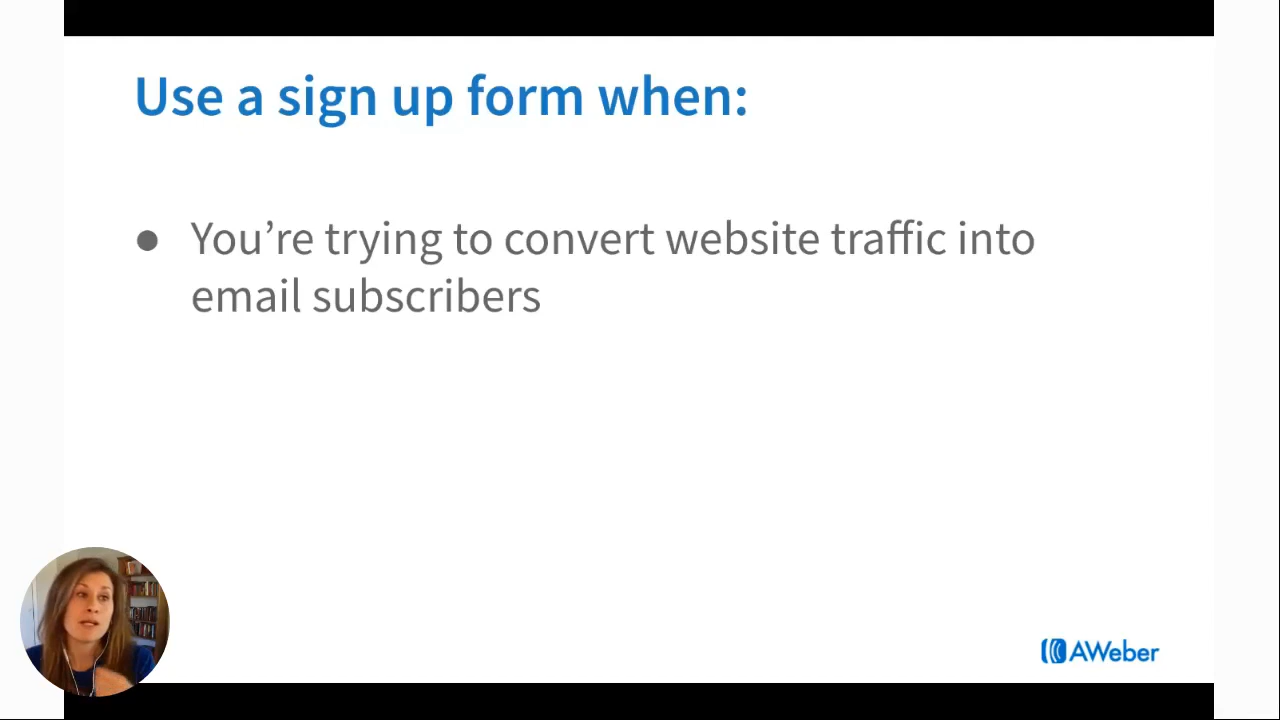 Use a sign up form when:
● You’re trying to convert website traffic into
email subscribers
AWeber